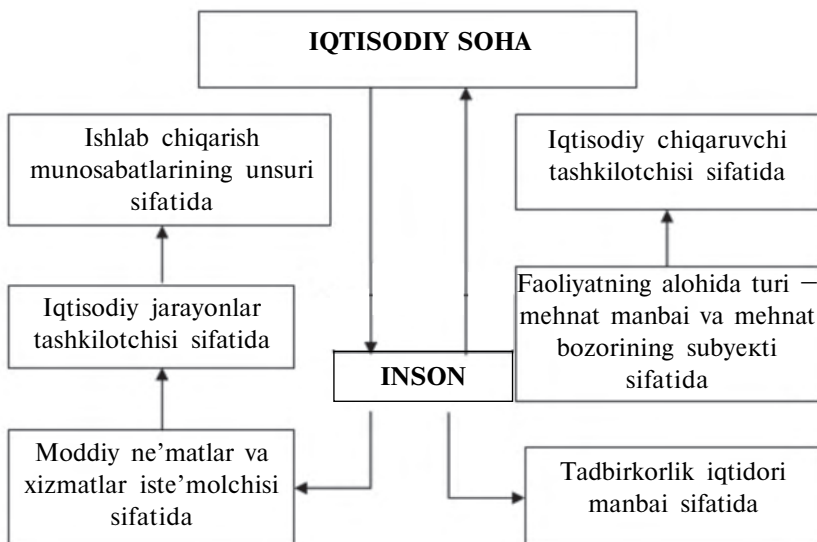 IQTISODIY SOHA
Ishlab chiqarish
munosabatlarining unsuri
sifatida
Iqtisodiy chiqaruvchi
tashkilotchisi sifatida
Iqtisodiy jarayonlar
tashkilotchisi sifatida
Faoliyatning alohida turi —
mehnat manbai va mehnat
bozorining subyeкti
sifatida
INSON
Moddiy ne’matlar va
xizmatlar iste’molchisi
sifatida
Tadbirkorlik iqtidori
manbai sifatida